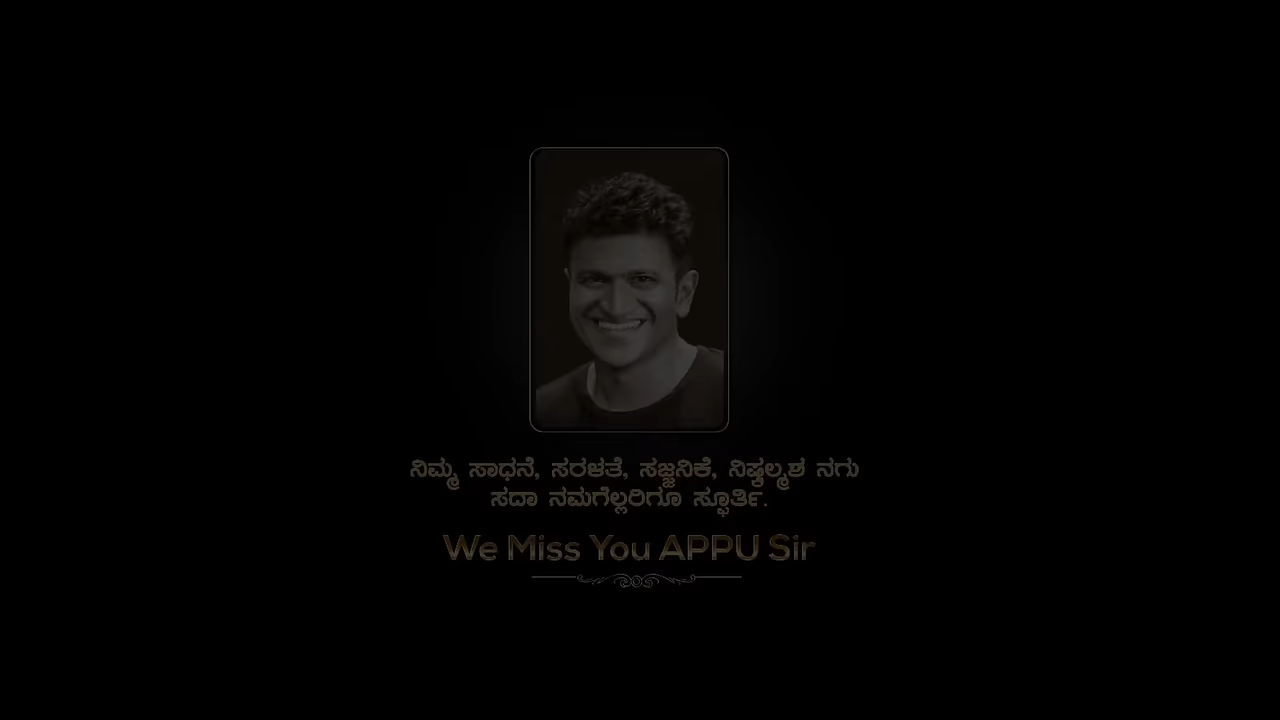 ನಿಮ್ಮ ಸಾಧನೆ, ಸರಳತೆ, ಸಜ್ಜನಿಕೆ, ನಿಷ್ಕಲ್ಮಶ ನಗು
ಸದಾ ನಮಗೆಲ್ಲರಿಗೂ ಸ್ಫೂರ್ತಿ.
We Miss You APPU Sir